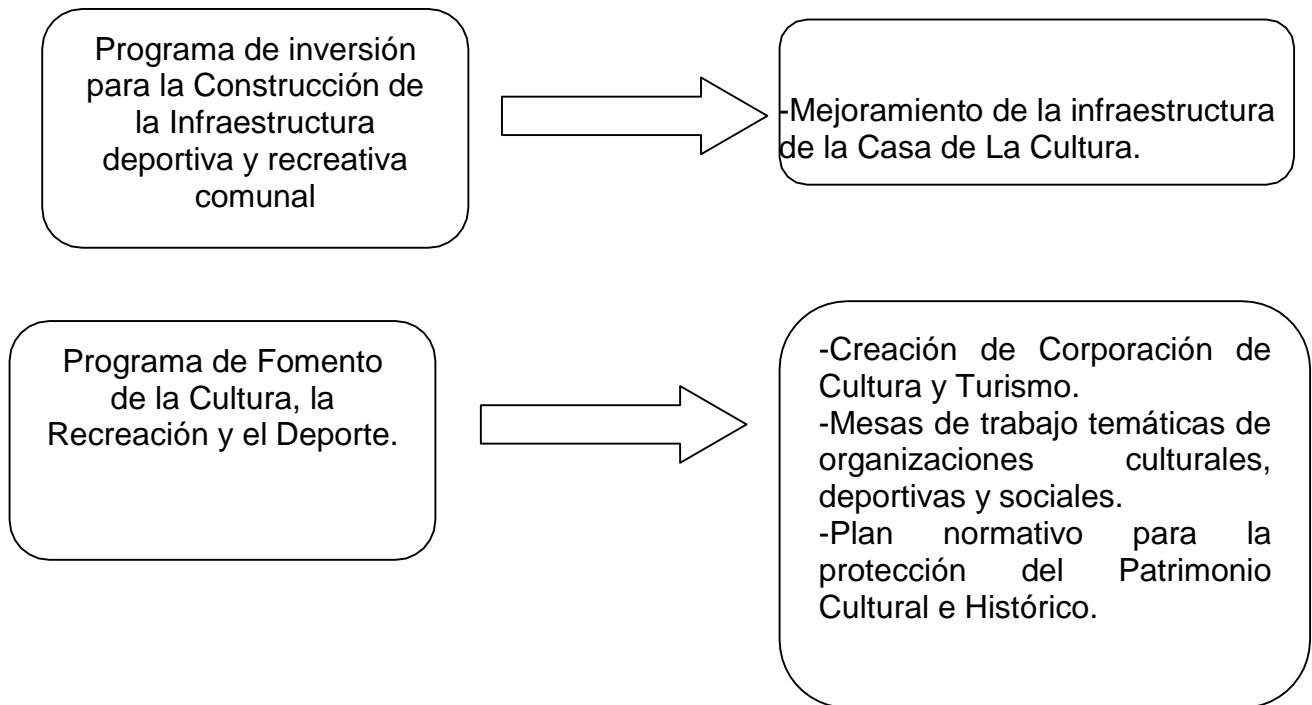 Programa de inversión
para la Construcción de
la Infraestructura
deportiva y recreativa
comunal
-Mejoramiento de la infraestructura
de la Casa de La Cultura.
Programa de Fomento
de la Cultura, la
Recreación y el Deporte.
-Creación de Corporación de
Cultura y Turismo.
-Mesas de trabajo temáticas de
organizaciones culturales,
deportivas y sociales.
-Plan normativo para la
protección del Patrimonio
Cultural e Histórico.